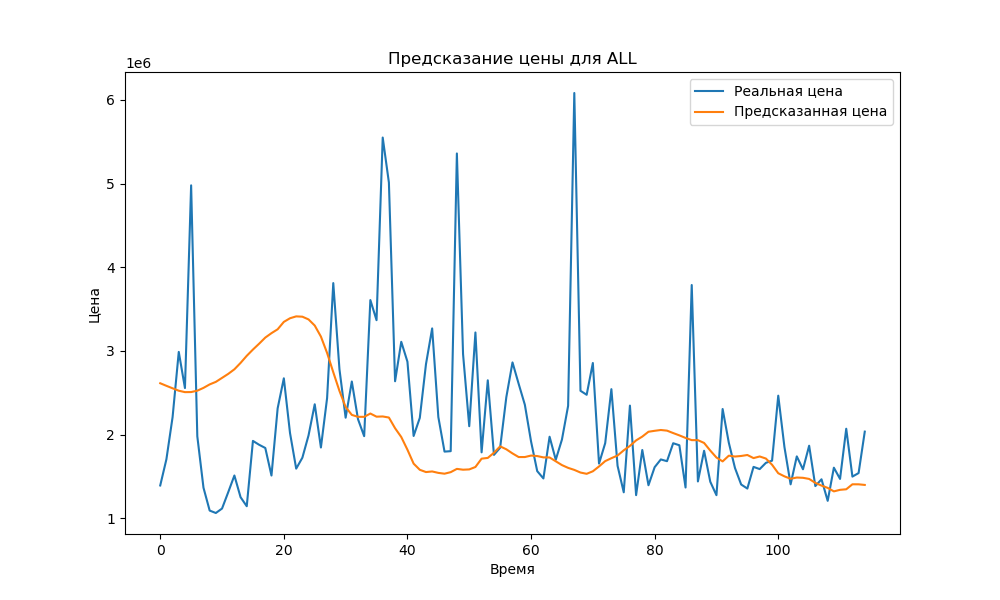 Предсказание цены для ALL
1e6
Реальная цена
Предсказанная цена
6
5
4
3
2
1
Цена
0 20 40 60 80 100
Время